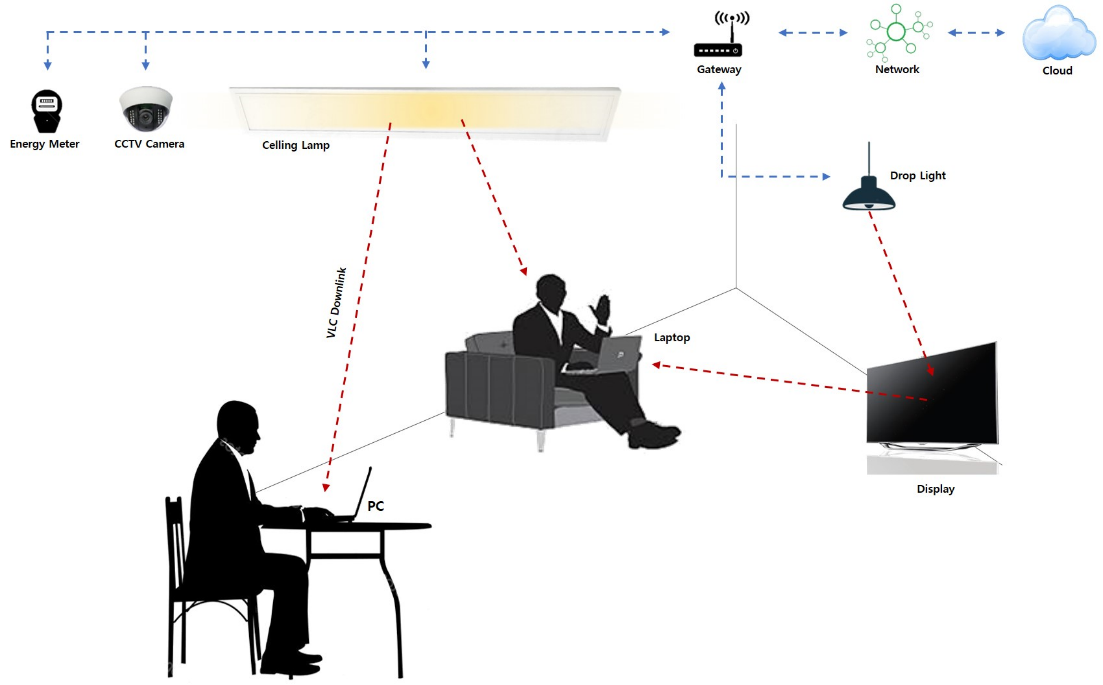 Gateway
Network
Cloud
Energy Meter
CCTV Camera
Celling Lamp
Drop Light
VLC Downlink
Laptop
Display
PC